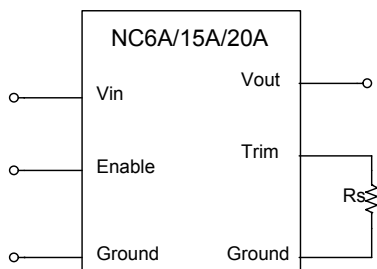 NC6A/15A/20A
Vin
Vout
Enable
Trim
Rs
Ground
Ground